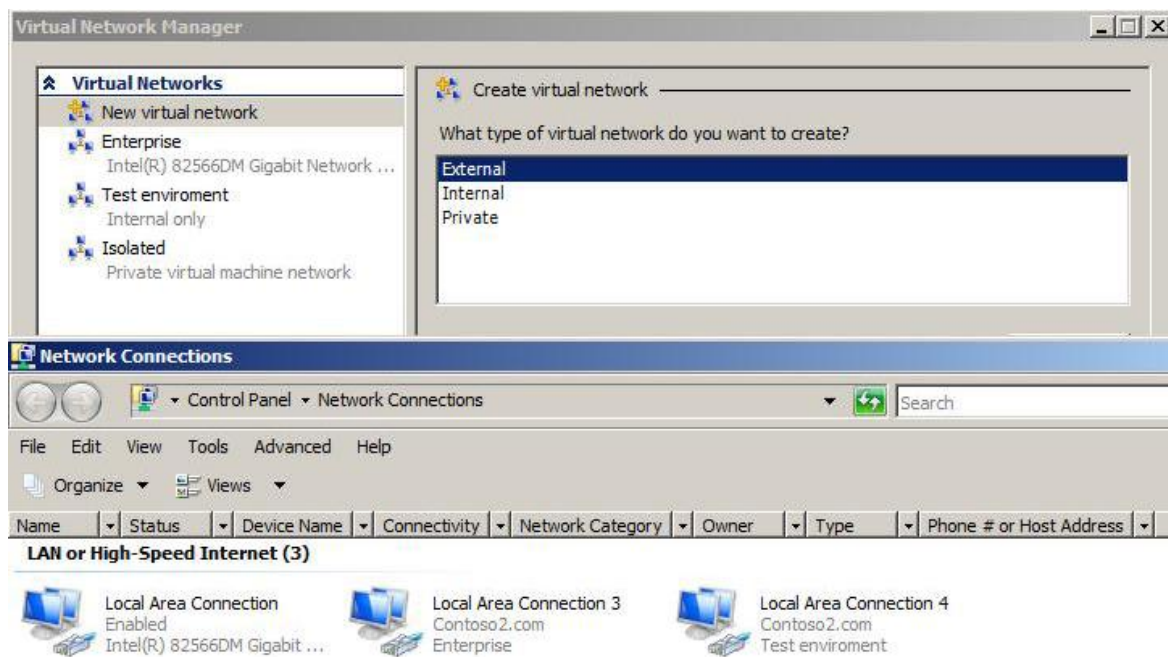 Virtual Network Manager
Virtual Networks
New virtual network
Enterprise
Intel(R) 82566DM Gigabit Network ...
Test enviroment
Internal only
Isolated
Private virtual machine network
Create virtual network
What type of virtual network do you want to create?
External
Internal
Private
Network Connections
Control Panel Network Connections
Search
File Edit View Tools Advanced Help
Organize Views
Name Status Device Name Connectivity Network Category Owner Type Phone # or Host Address
LAN or High-Speed Internet (3)
Local Area Connection
Enabled
Intel(R) 82566DM Gigabit ...
Local Area Connection 3
Contoso2.com
Enterprise
Local Area Connection 4
Contoso2.com
Test enviroment